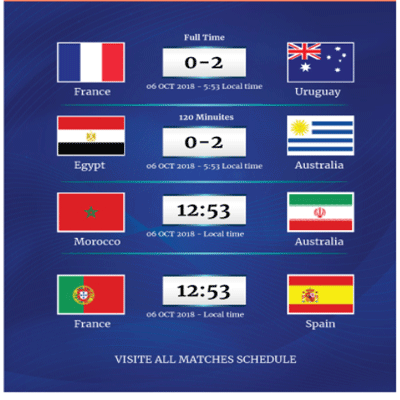 Full Time
0-2
France
Uruguay
06 OCT 2018 - 5:53 Local time
120 Minuites
0-2
Egypt
Australia
06 OCT 2018 - 5:53 Local time
12:53
Morocco
Australia
06 OCT 2018 - Local time
12:53
France
Spain
06 OCT 2018 - Local time
VISITE ALL MATCHES SCHEDULE